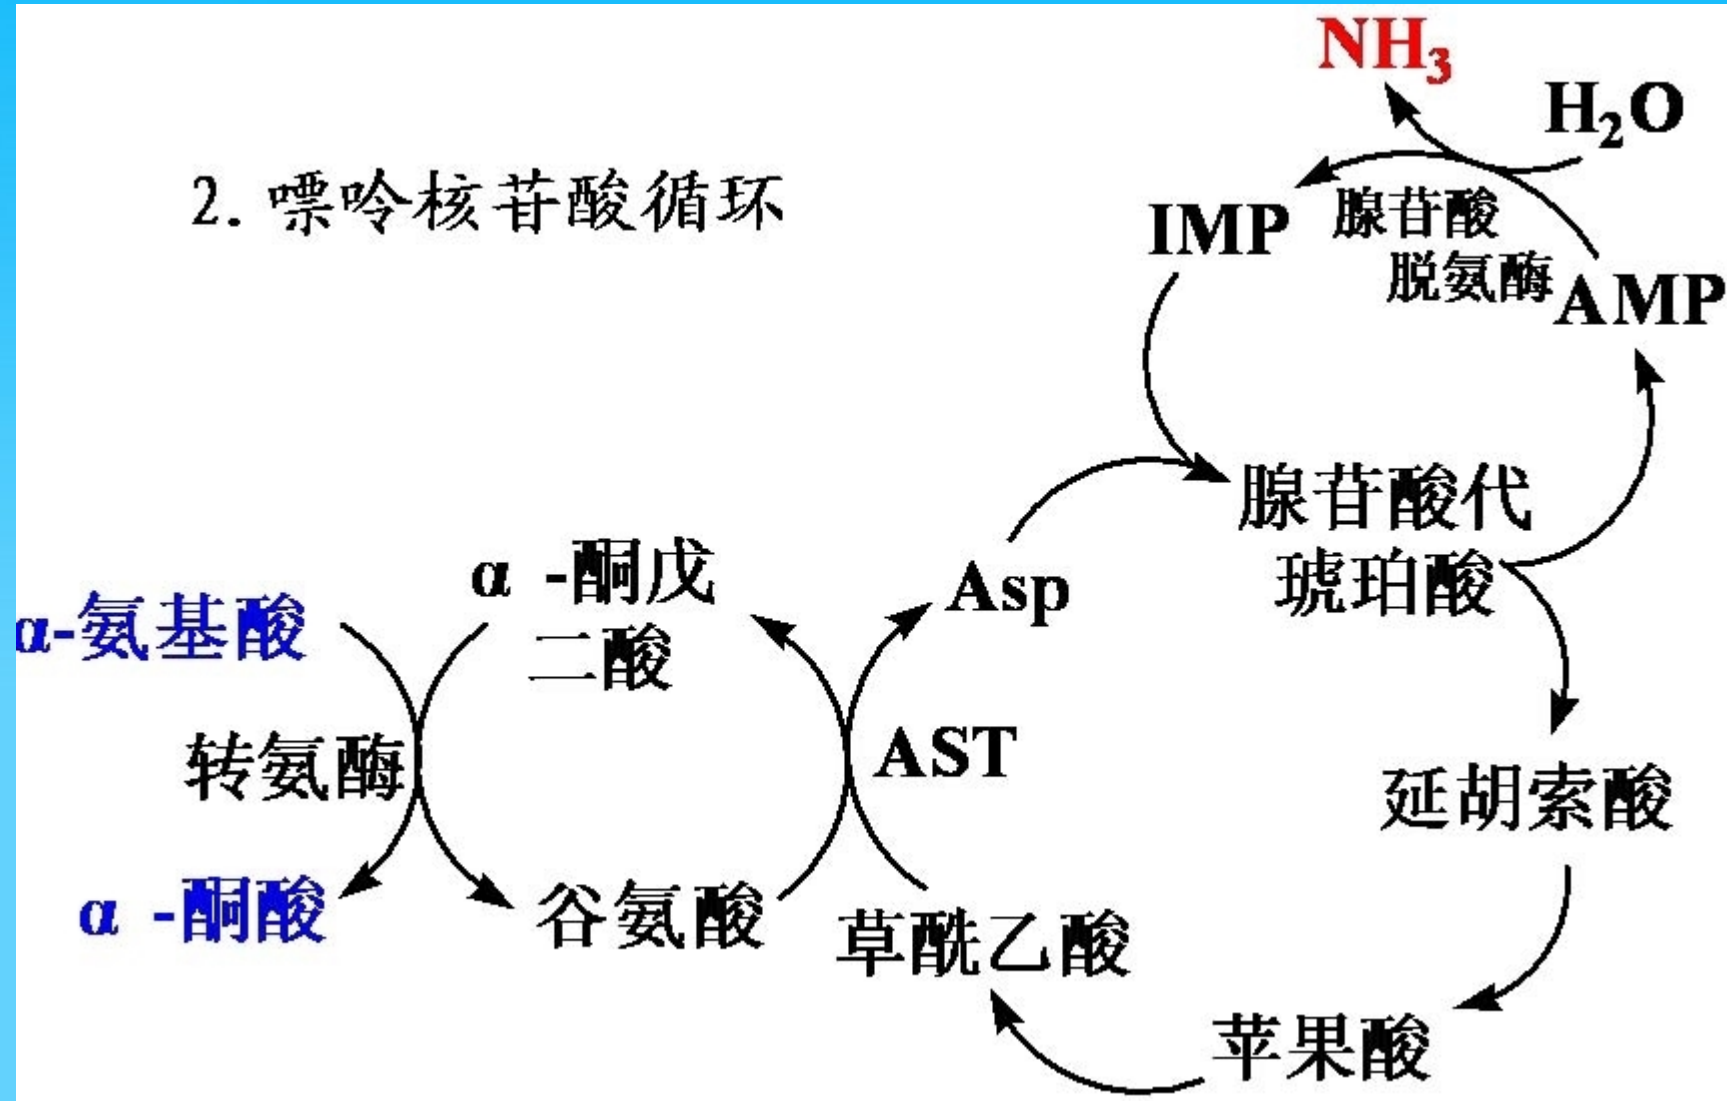 NH₃
H₂O
2. 嘌呤核苷酸循环
IMP
腺苷酸
脱氨酶
AMP
腺苷酸代
琥珀酸
α -酮戊
二酸
Asp
α-氨基酸
转氨酶
AST
延胡索酸
α -酮酸
谷氨酸
草酰乙酸
苹果酸